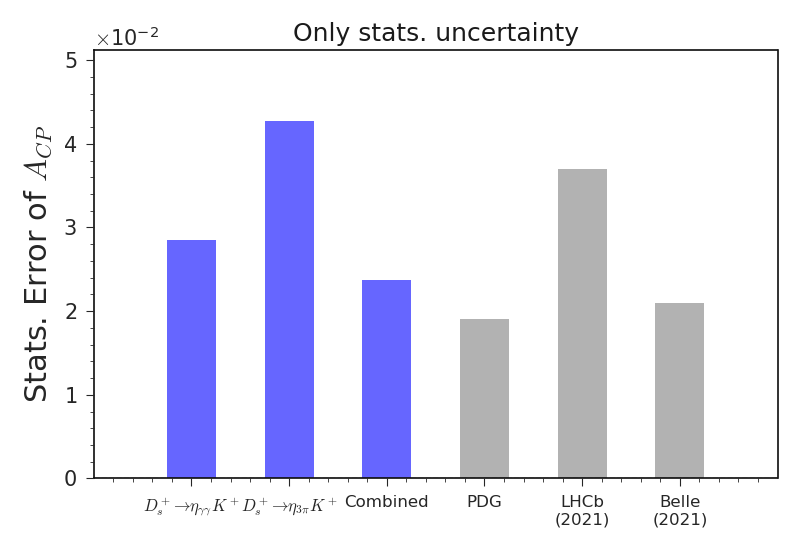 Only stats. uncertainty
×10⁻²
Stats. Error of A_CP
5
4
3
2
1
0
D_s^+→η_γγ K^+
D_s^+→η_3π K^+
Combined
PDG
LHCb
(2021)
Belle
(2021)